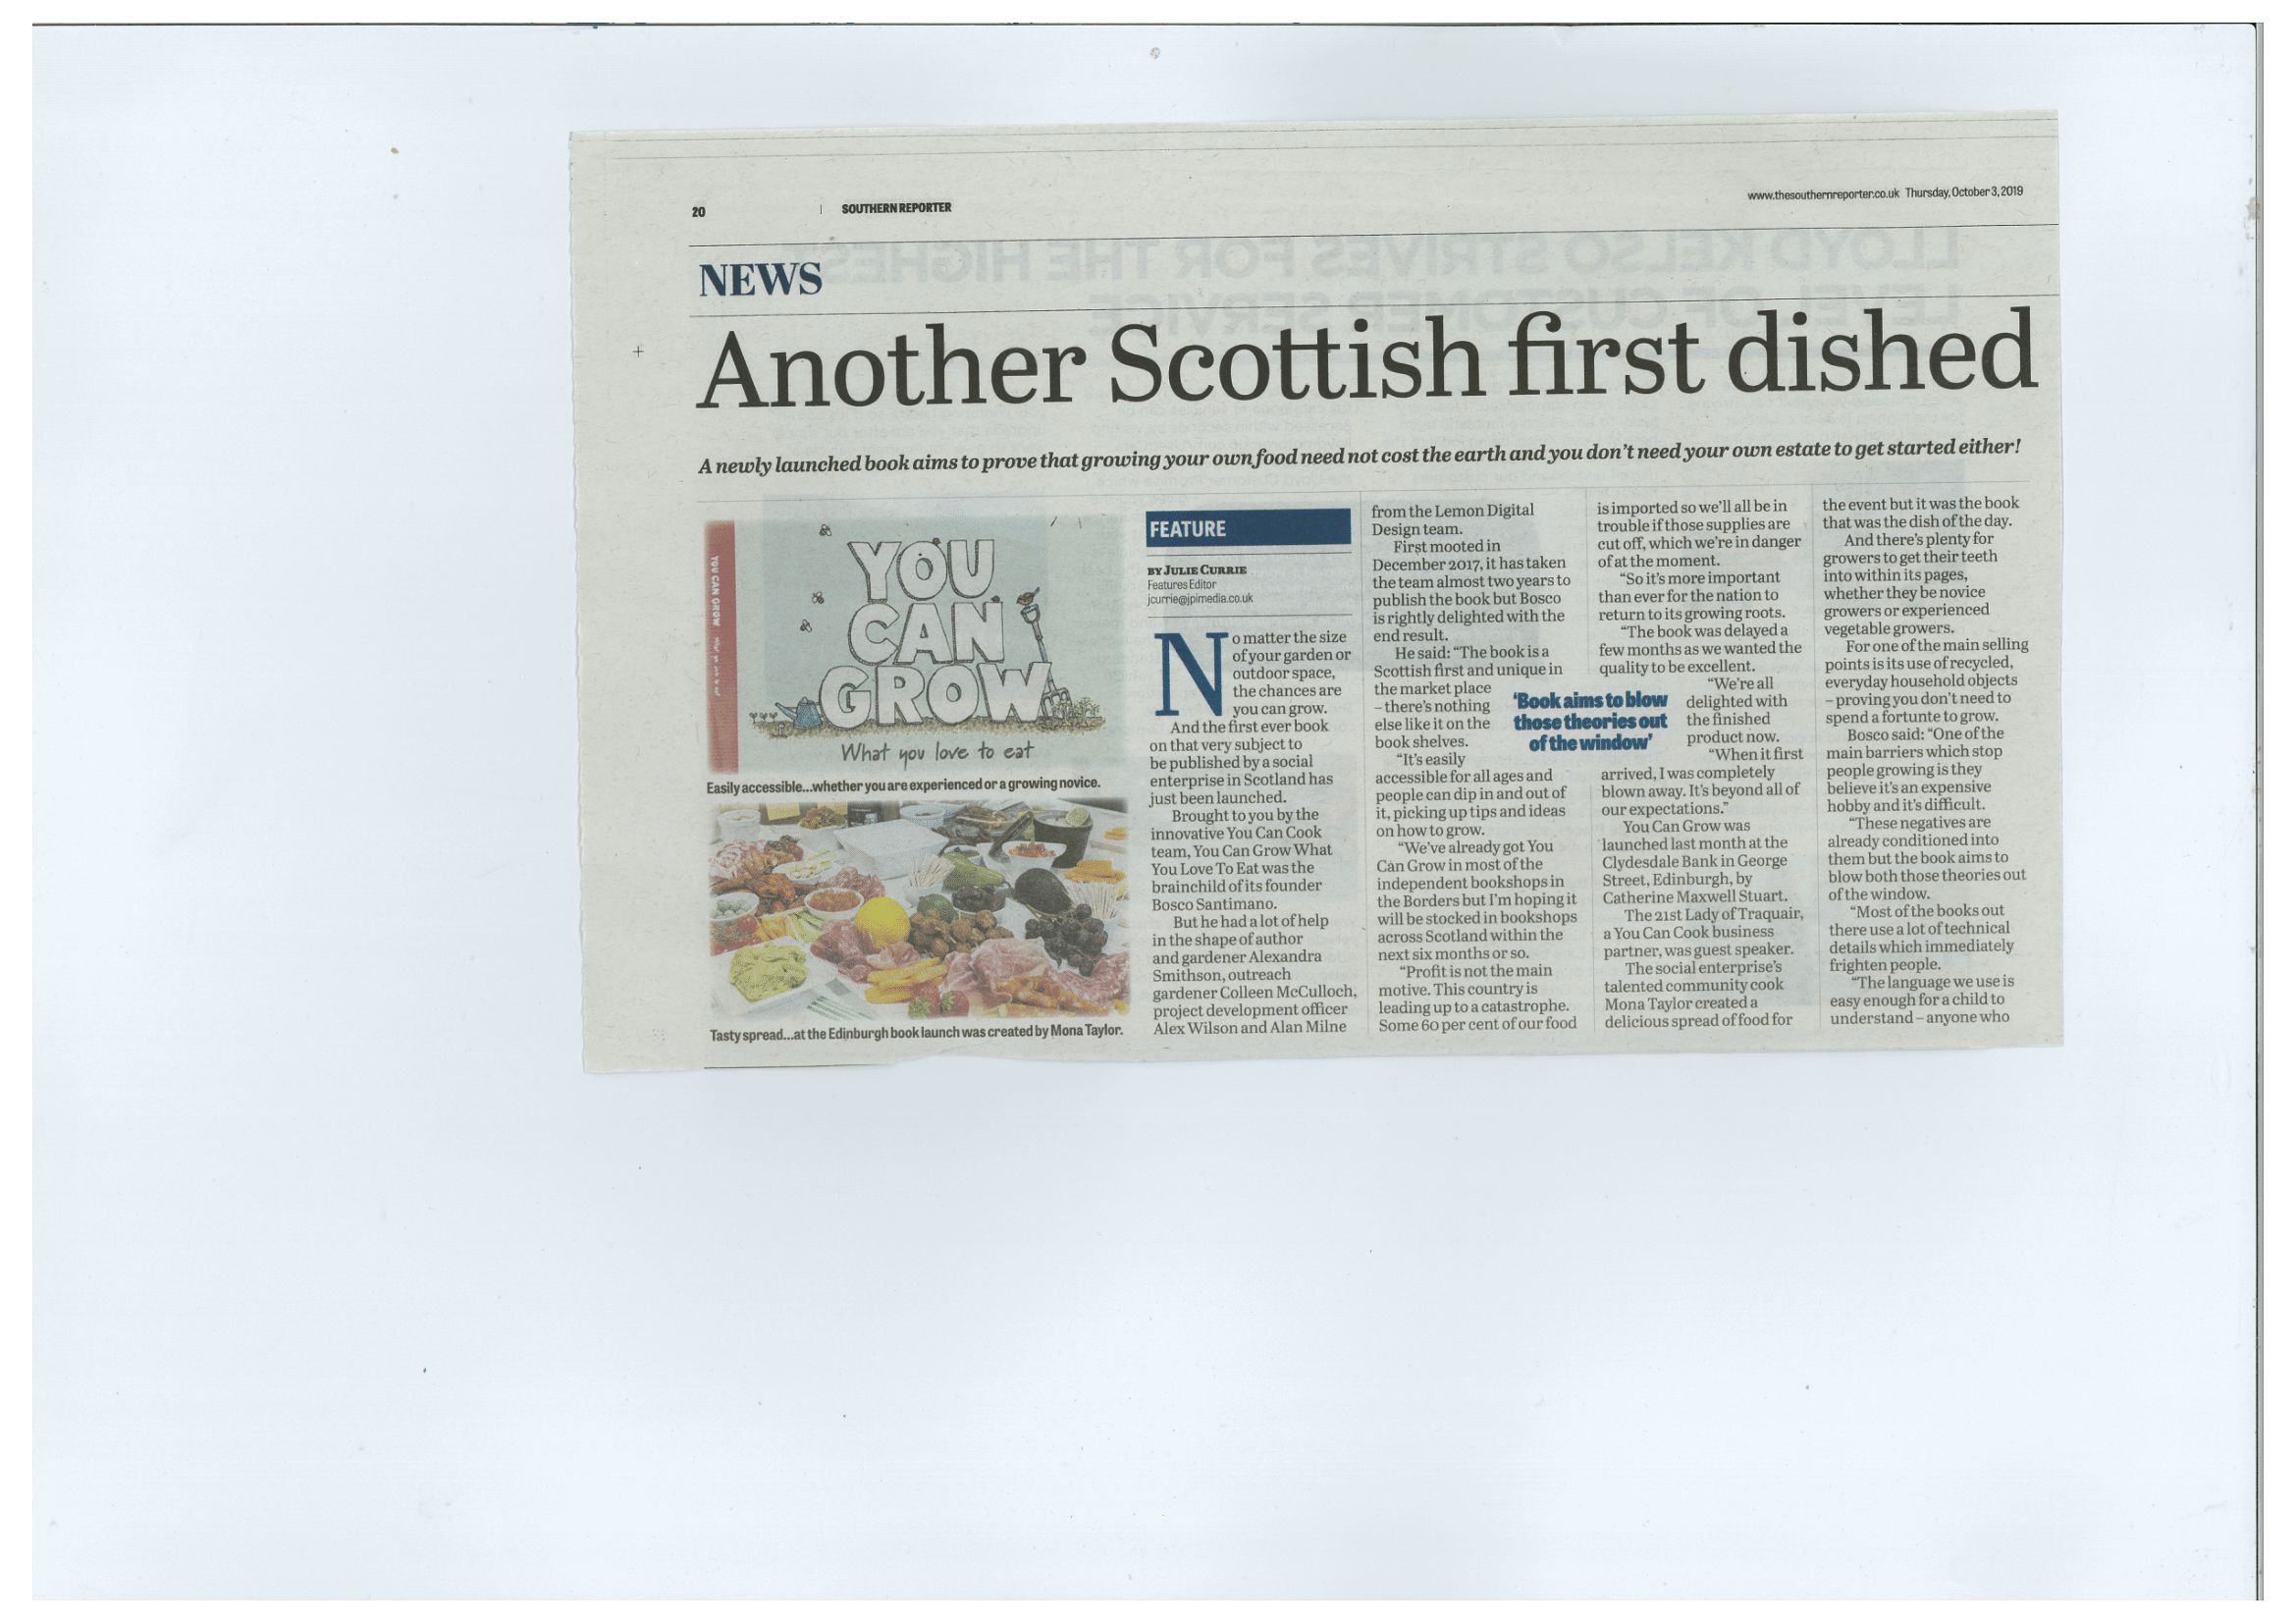 20
SOUTHERN REPORTER
www.thesouthernreporter.co.uk Thursday, October 3, 2019
NEWS
Another Scottish first dished
A newly launched book aims to prove that growing your own food need not cost the earth and you don't need your own estate to get started either!
YOU CAN GROW
YOU
CAN
GROW
What you love to eat
Easily accessible...whether you are experienced or a growing novice.
Tasty spread...at the Edinburgh book launch was created by Mona Taylor.
FEATURE
BY JULIE CURRIE
Features Editor
jcurrie@jpimedia.co.uk
No matter the size
of your garden or
outdoor space,
the chances are
you can grow.
And the first ever book
on that very subject to
be published by a social
enterprise in Scotland has
just been launched.
Brought to you by the
innovative You Can Cook
team, You Can Grow What
You Love To Eat was the
brainchild of its founder
Bosco Santimano.
But he had a lot of help
in the shape of author
and gardener Alexandra
Smithson, outreach
gardener Colleen McCulloch,
project development officer
Alex Wilson and Alan Milne
from the Lemon Digital
Design team.
First mooted in
December 2017, it has taken
the team almost two years to
publish the book but Bosco
is rightly delighted with the
end result.
He said: “The book is a
Scottish first and unique in
the market place
– there's nothing
else like it on the
book shelves.
“It's easily
accessible for all ages and
people can dip in and out of
it, picking up tips and ideas
on how to grow.
“We've already got You
Can Grow in most of the
independent bookshops in
the Borders but I'm hoping it
will be stocked in bookshops
across Scotland within the
next six months or so.
“Profit is not the main
motive. This country is
leading up to a catastrophe.
Some 60 per cent of our food
‘Book aims to blow
those theories out
of the window’
is imported so we'll all be in
trouble if those supplies are
cut off, which we're in danger
of at the moment.
“So it's more important
than ever for the nation to
return to its growing roots.
“The book was delayed a
few months as we wanted the
quality to be excellent.
“We're all
delighted with
the finished
product now.
“When it first
arrived, I was completely
blown away. It's beyond all of
our expectations.”
You Can Grow was
launched last month at the
Clydesdale Bank in George
Street, Edinburgh, by
Catherine Maxwell Stuart.
The 21st Lady of Traquair,
a You Can Cook business
partner, was guest speaker.
The social enterprise's
talented community cook
Mona Taylor created a
delicious spread of food for
the event but it was the book
that was the dish of the day.
And there's plenty for
growers to get their teeth
into within its pages,
whether they be novice
growers or experienced
vegetable growers.
For one of the main selling
points is its use of recycled,
everyday household objects
– proving you don't need to
spend a fortunte to grow.
Bosco said: “One of the
main barriers which stop
people growing is they
believe it's an expensive
hobby and it's difficult.
“These negatives are
already conditioned into
them but the book aims to
blow both those theories out
of the window.
“Most of the books out
there use a lot of technical
details which immediately
frighten people.
“The language we use is
easy enough for a child to
understand – anyone who